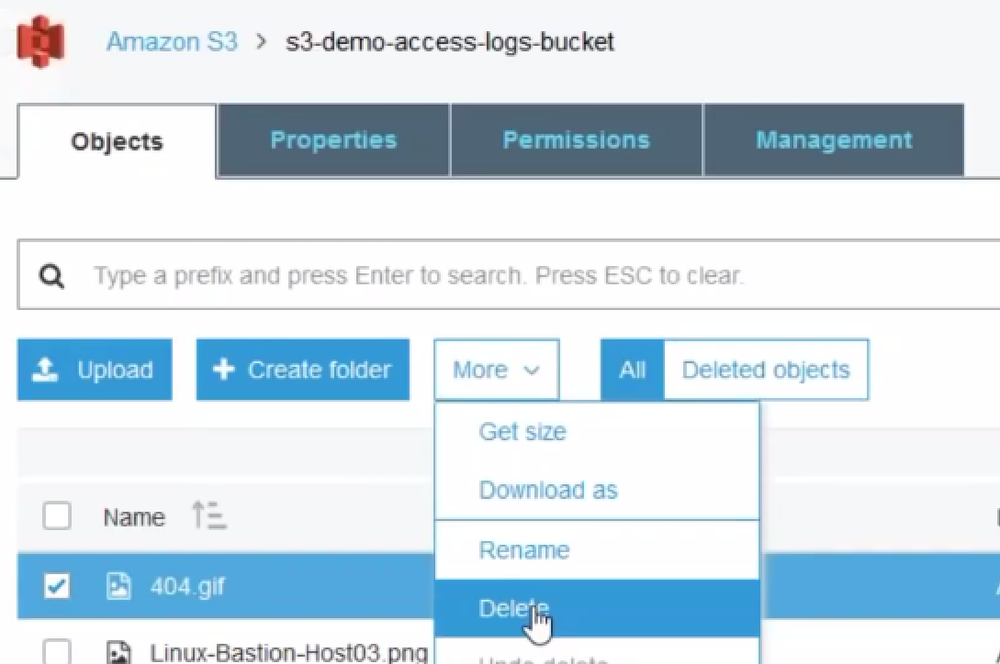 Amazon S3 > s3-demo-access-logs-bucket
Objects Properties Permissions Management
Type a prefix and press Enter to search. Press ESC to clear.
Upload + Create folder More All Deleted objects
Get size
Download as
Name
Rename
404.gif
Delete
Linux-Bastion-Host03.png
Undo delete